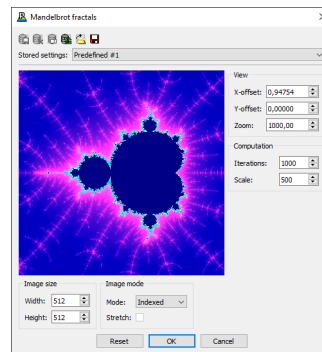 Mandelbrot fractals
Stored settings: Predefined #1
View
X-offset: 0,94754
Y-offset: 0,00000
Zoom: 1000,00
Computation
Iterations: 1000
Scale: 500
Image size
Width: 512
Height: 512
Image mode
Mode: Indexed
Stretch:
Reset OK Cancel